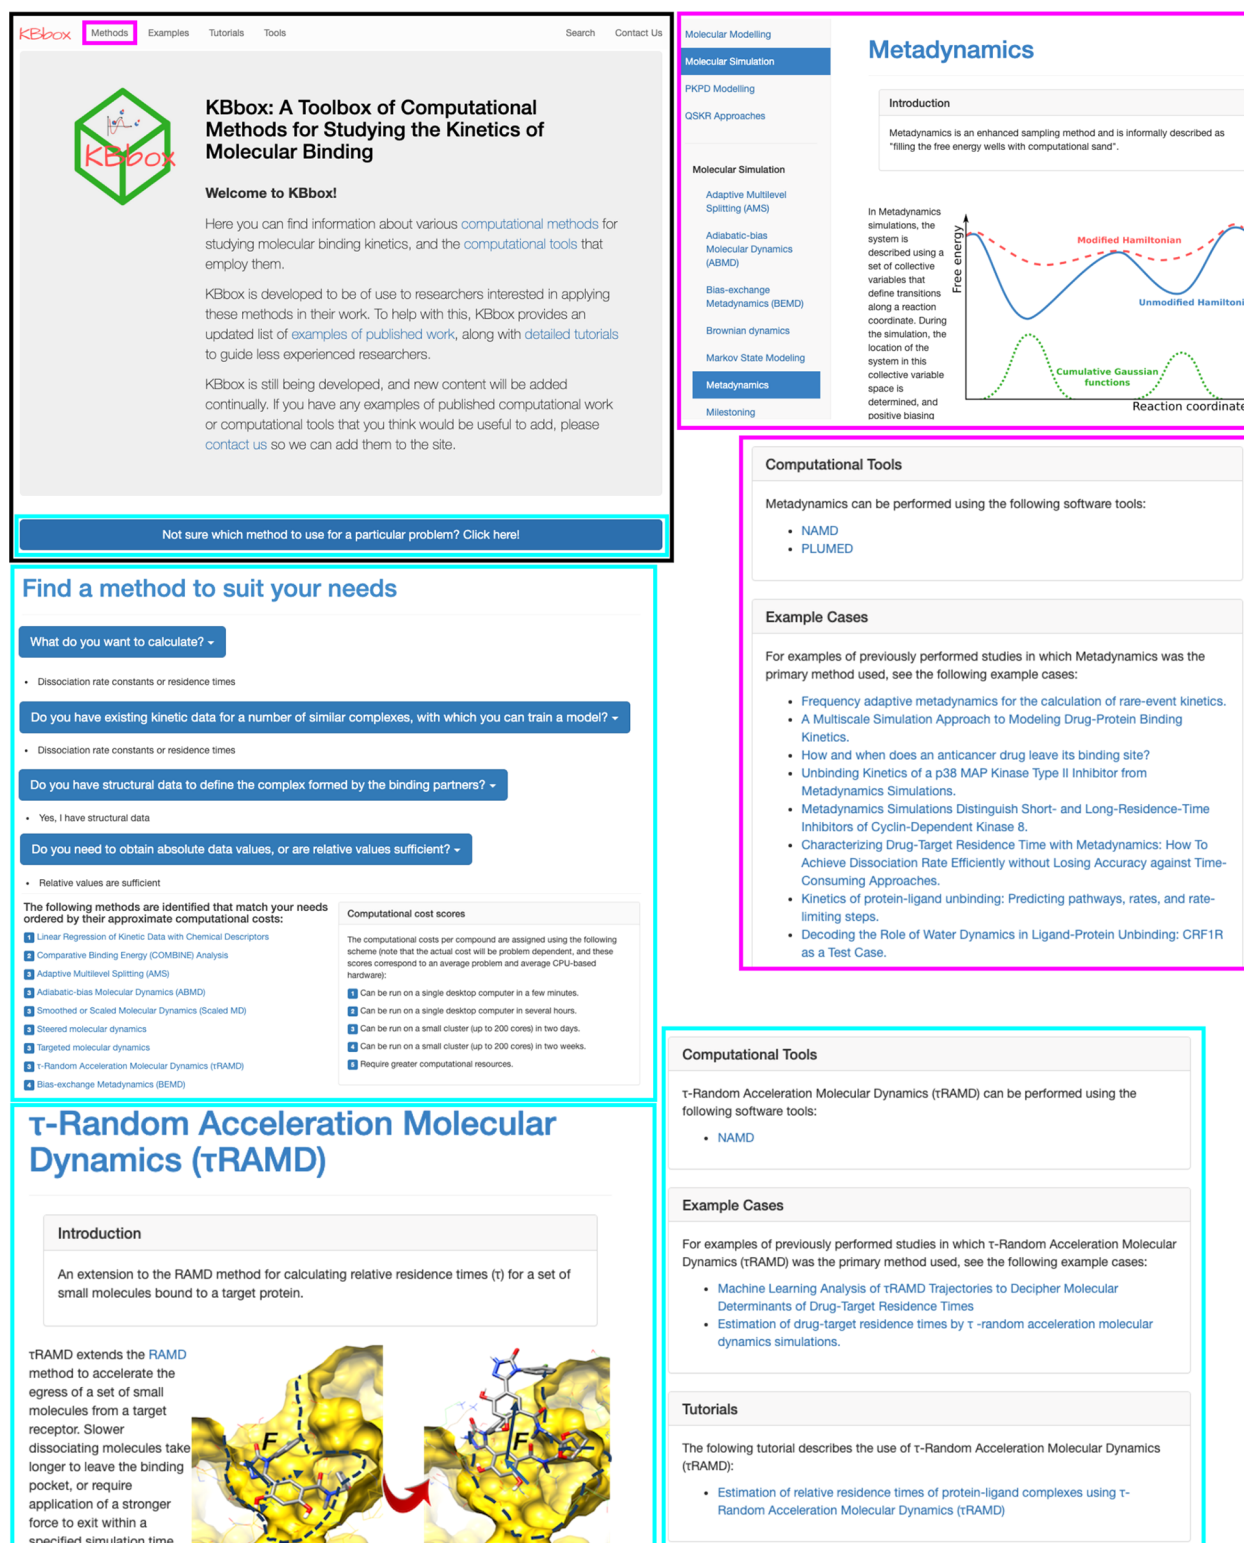 KBbox Methods Examples Tutorials Tools Search Contact Us
KBbox
KBbox: A Toolbox of Computational
Methods for Studying the Kinetics of
Molecular Binding
Welcome to KBbox!
Here you can find information about various computational methods for
studying molecular binding kinetics, and the computational tools that
employ them.
KBbox is developed to be of use to researchers interested in applying
these methods in their work. To help with this, KBbox provides an
updated list of examples of published work, along with detailed tutorials
to guide less experienced researchers.
KBbox is still being developed, and new content will be added
continually. If you have any examples of published computational work
or computational tools that you think would be useful to add, please
contact us so we can add them to the site.
Not sure which method to use for a particular problem? Click here!
Molecular Modelling
Molecular Simulation
PKPD Modelling
QSKR Approaches
Molecular Simulation
Adaptive Multilevel
Splitting (AMS)
Adiabatic-bias
Molecular Dynamics
(ABMD)
Bias-exchange
Metadynamics (BEMD)
Brownian dynamics
Markov State Modeling
Metadynamics
Milestoning
Metadynamics
Introduction
Metadynamics is an enhanced sampling method and is informally described as
"filling the free energy wells with computational sand".
In Metadynamics
simulations, the
system is
described using a
set of collective
variables that
define transitions
along a reaction
coordinate. During
the simulation, the
location of the
system in this
collective variable
space is
determined, and
positive biasing
Free energy
Modified Hamiltonian
Unmodified Hamiltoni
Cumulative Gaussian
functions
Reaction coordinate
Computational Tools
Metadynamics can be performed using the following software tools:
• NAMD
• PLUMED
Example Cases
For examples of previously performed studies in which Metadynamics was the
primary method used, see the following example cases:
• Frequency adaptive metadynamics for the calculation of rare-event kinetics.
• A Multiscale Simulation Approach to Modeling Drug-Protein Binding
Kinetics.
• How and when does an anticancer drug leave its binding site?
• Unbinding Kinetics of a p38 MAP Kinase Type II Inhibitor from
Metadynamics Simulations.
• Metadynamics Simulations Distinguish Short- and Long-Residence-Time
Inhibitors of Cyclin-Dependent Kinase 8.
• Characterizing Drug-Target Residence Time with Metadynamics: How To
Achieve Dissociation Rate Efficiently without Losing Accuracy against Time-
Consuming Approaches.
• Kinetics of protein-ligand unbinding: Predicting pathways, rates, and rate-
limiting steps.
• Decoding the Role of Water Dynamics in Ligand-Protein Unbinding: CRF1R
as a Test Case.
Find a method to suit your needs
What do you want to calculate?
• Dissociation rate constants or residence times
Do you have existing kinetic data for a number of similar complexes, with which you can train a model?
• Dissociation rate constants or residence times
Do you have structural data to define the complex formed by the binding partners?
• Yes, I have structural data
Do you need to obtain absolute data values, or are relative values sufficient?
• Relative values are sufficient
The following methods are identified that match your needs
ordered by their approximate computational costs:
1 Linear Regression of Kinetic Data with Chemical Descriptors
2 Comparative Binding Energy (COMBINE) Analysis
3 Adaptive Multilevel Splitting (AMS)
3 Adiabatic-bias Molecular Dynamics (ABMD)
3 Smoothed or Scaled Molecular Dynamics (Scaled MD)
3 Steered molecular dynamics
3 Targeted molecular dynamics
3 τ-Random Acceleration Molecular Dynamics (τRAMD)
4 Bias-exchange Metadynamics (BEMD)
Computational cost scores
The computational costs per compound are assigned using the following
scheme (note that the actual cost will be problem dependent, and these
scores correspond to an average problem and average CPU-based
hardware):
1 Can be run on a single desktop computer in a few minutes.
2 Can be run on a single desktop computer in several hours.
3 Can be run on a small cluster (up to 200 cores) in two days.
4 Can be run on a small cluster (up to 200 cores) in two weeks.
5 Require greater computational resources.
τ-Random Acceleration Molecular
Dynamics (τRAMD)
Introduction
An extension to the RAMD method for calculating relative residence times (τ) for a set of
small molecules bound to a target protein.
τRAMD extends the RAMD
method to accelerate the
egress of a set of small
molecules from a target
receptor. Slower
dissociating molecules take
longer to leave the binding
pocket, or require
application of a stronger
force to exit within a
specified simulation time
F
F
Computational Tools
τ-Random Acceleration Molecular Dynamics (τRAMD) can be performed using the
following software tools:
• NAMD
Example Cases
For examples of previously performed studies in which τ-Random Acceleration Molecular
Dynamics (τRAMD) was the primary method used, see the following example cases:
• Machine Learning Analysis of τRAMD Trajectories to Decipher Molecular
Determinants of Drug-Target Residence Times
• Estimation of drug-target residence times by τ -random acceleration molecular
dynamics simulations.
Tutorials
The following tutorial describes the use of τ-Random Acceleration Molecular Dynamics
(τRAMD):
• Estimation of relative residence times of protein-ligand complexes using τ-
Random Acceleration Molecular Dynamics (τRAMD)